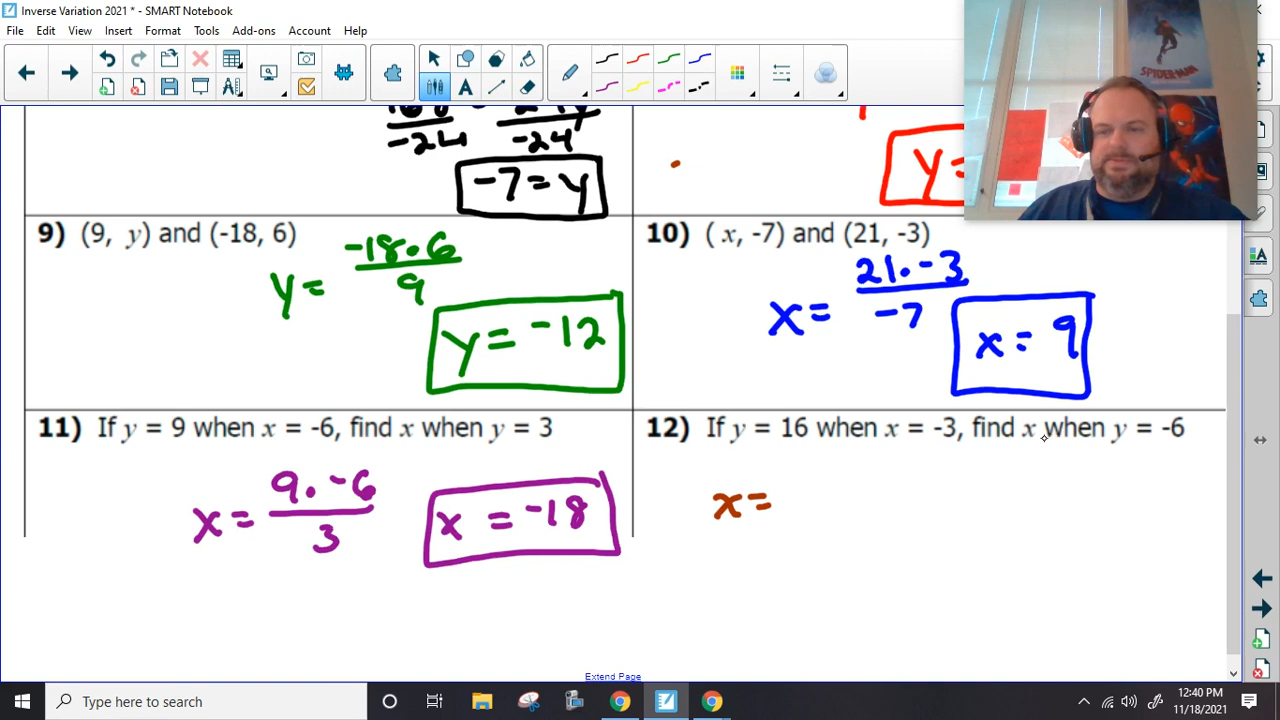 Inverse Variation 2021 * - SMART Notebook
File Edit View Insert Format Tools Add-ons Account Help
SPIDER-MAN
-24 -24
-7 = y
y =
9) (9, y) and (-18, 6)
y = -18 · 6 / 9
y = -12
10) ( x, -7) and (21, -3)
x = 21 · -3 / -7
x = 9
11) If y = 9 when x = -6, find x when y = 3
x = 9 · -6 / 3
x = -18
12) If y = 16 when x = -3, find x when y = -6
x =
Extend Page
Type here to search
12:40 PM
11/18/2021